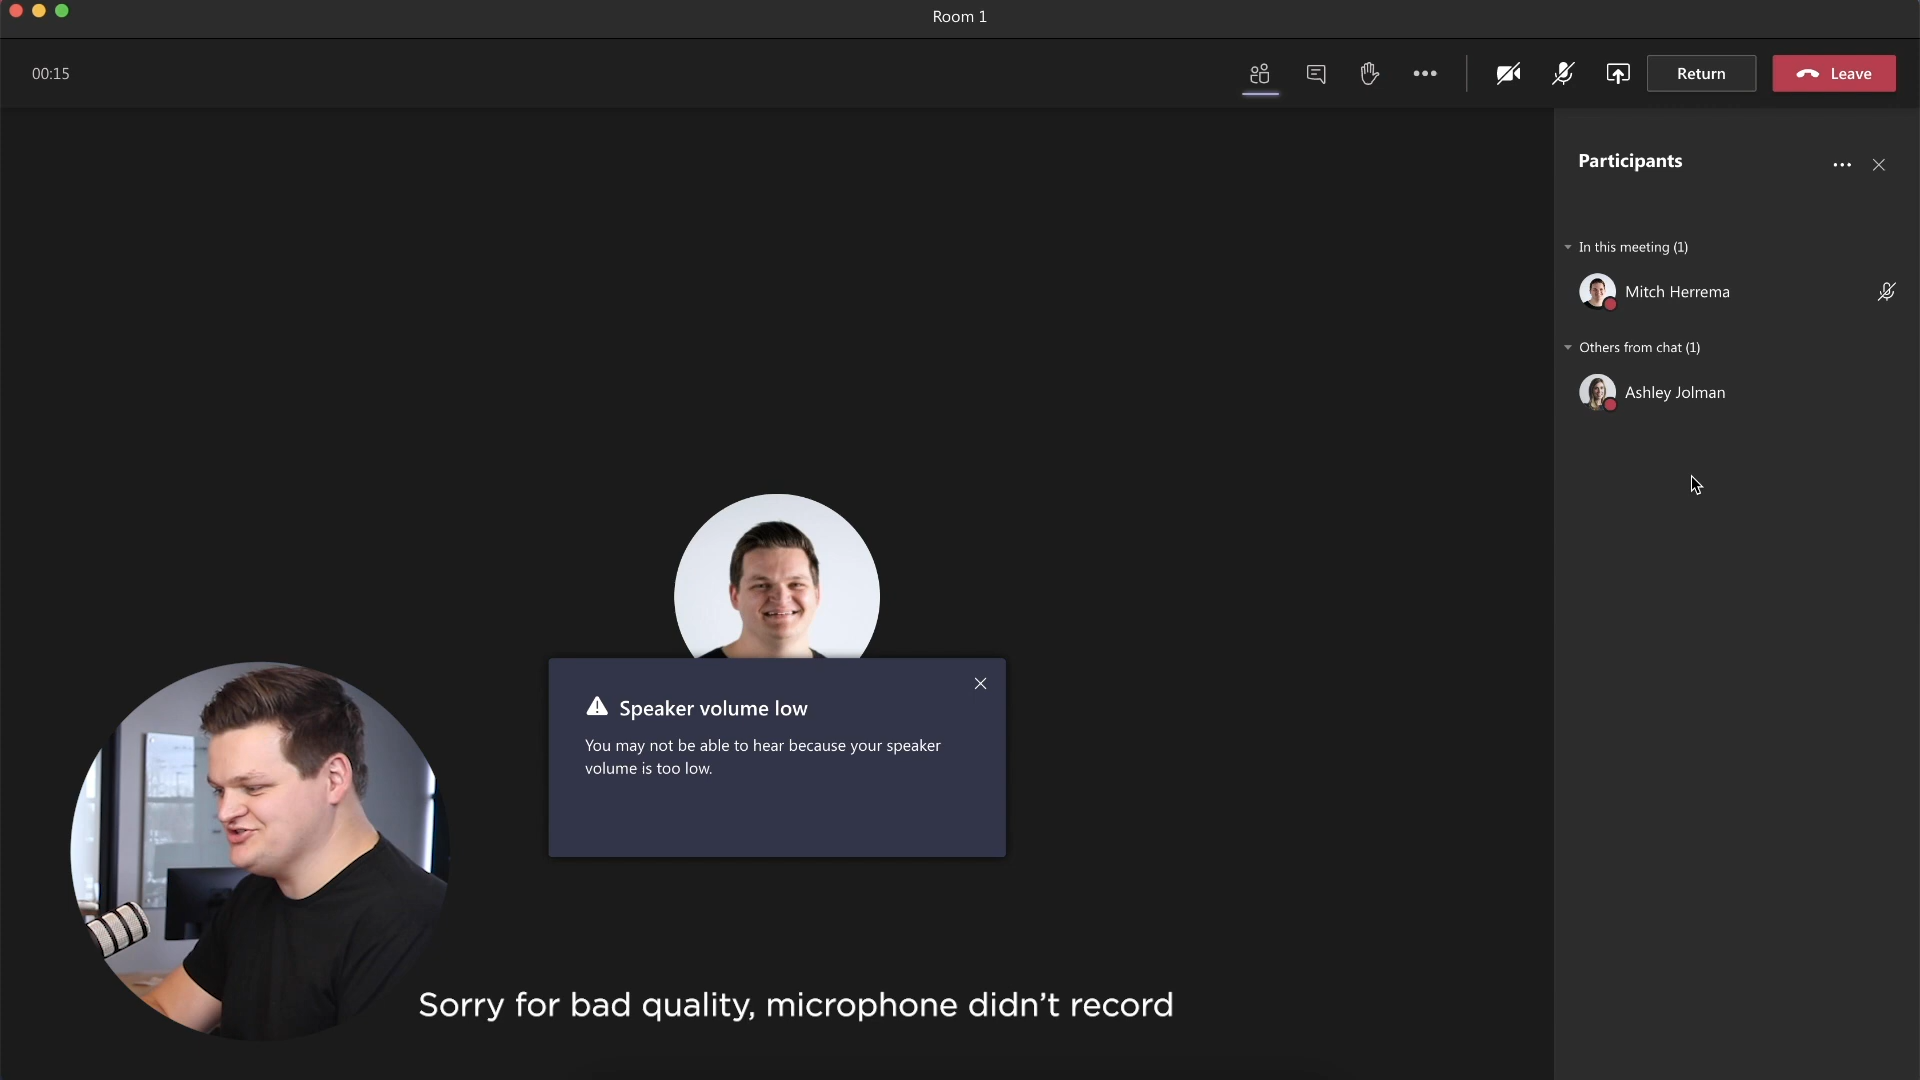 Room 1
00:15
Return
Leave
Participants
In this meeting (1)
Mitch Herrema
Others from chat (1)
Ashley Jolman
Speaker volume low
You may not be able to hear because your speaker
volume is too low.
Sorry for bad quality, microphone didn’t record